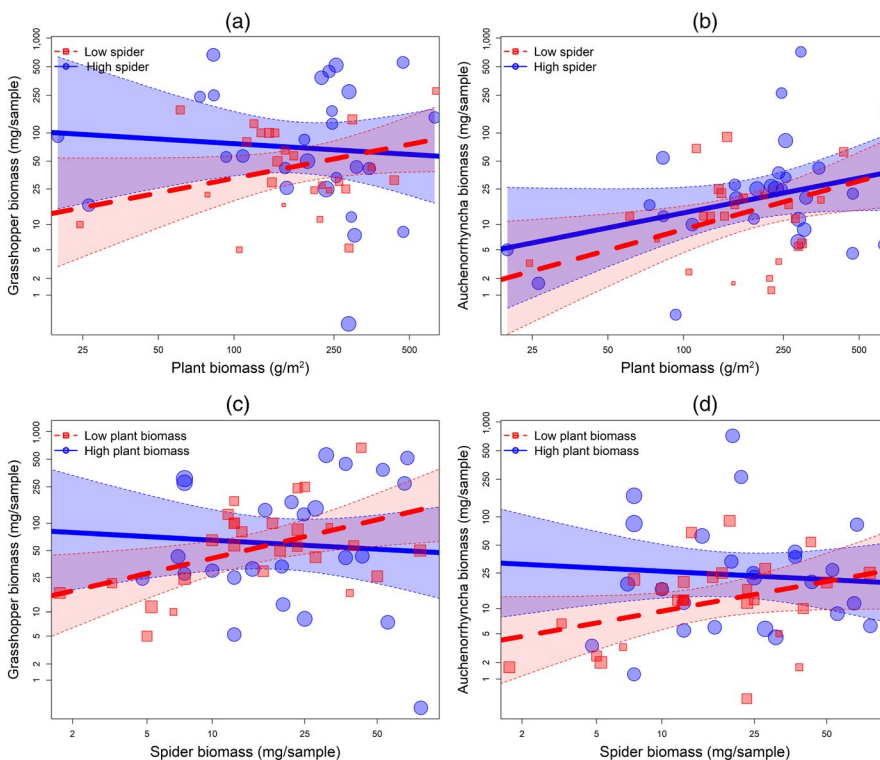 (a)
Grasshopper biomass (mg/sample)
1,000
500
250
100
50
25
10
5
2
1
Low spider
High spider
25
50
100
250
500
Plant biomass (g/m²)
(b)
Auchenorrhyncha biomass (mg/sample)
1,000
500
250
100
50
25
10
5
2
1
Low spider
High spider
25
100
250
500
Plant biomass (g/m²)
(c)
Grasshopper biomass (mg/sample)
1,000
500
250
100
50
25
10
5
2
1
Low plant biomass
High plant biomass
2
5
10
25
50
Spider biomass (mg/sample)
(d)
Auchenorrhyncha biomass (mg/sample)
1,000
500
250
100
50
25
10
5
2
1
Low plant biomass
High plant biomass
2
5
10
25
50
Spider biomass (mg/sample)